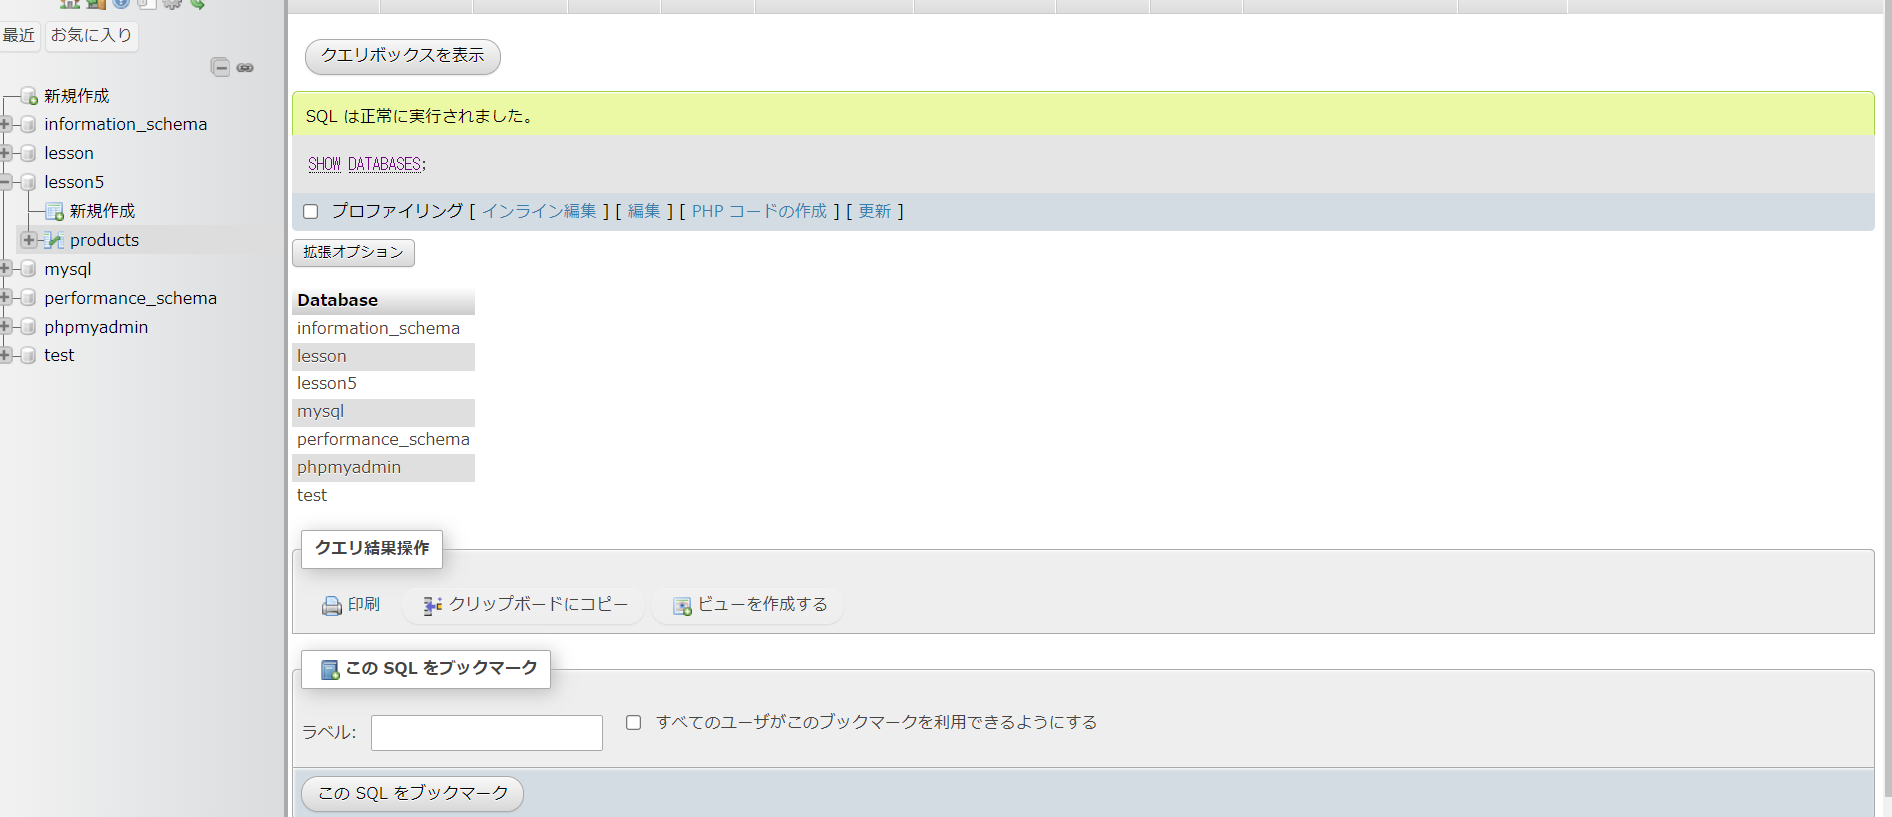 最近 お気に入り
新規作成
information_schema
lesson
lesson5
新規作成
products
mysql
performance_schema
phpmyadmin
test
クエリボックスを表示
SQL は正常に実行されました。
SHOW DATABASES;
プロファイリング [ インライン編集 ] [ 編集 ] [ PHP コードの作成 ] [ 更新 ]
拡張オプション
Database
information_schema
lesson
lesson5
mysql
performance_schema
phpmyadmin
test
クエリ結果操作
印刷 クリップボードにコピー ビューを作成する
この SQL をブックマーク
ラベル: すべてのユーザがこのブックマークを利用できるようにする
この SQL をブックマーク